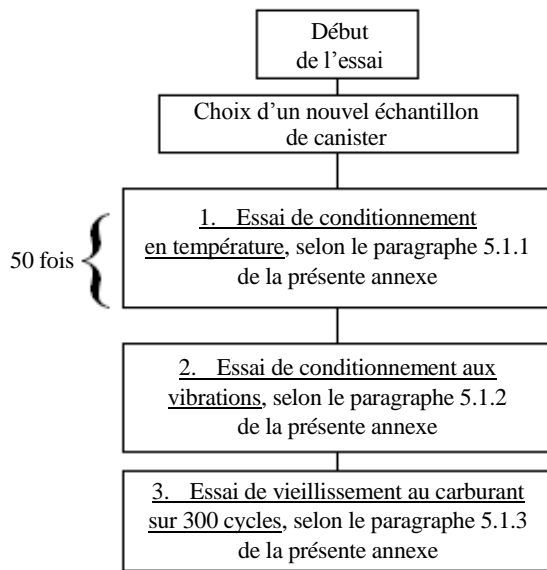 Début
de l’essai
Choix d’un nouvel échantillon
de canister
1. Essai de conditionnement
en température, selon le paragraphe 5.1.1
de la présente annexe
50 fois {
2. Essai de conditionnement aux
vibrations, selon le paragraphe 5.1.2
de la présente annexe
3. Essai de vieillissement au carburant
sur 300 cycles, selon le paragraphe 5.1.3
de la présente annexe